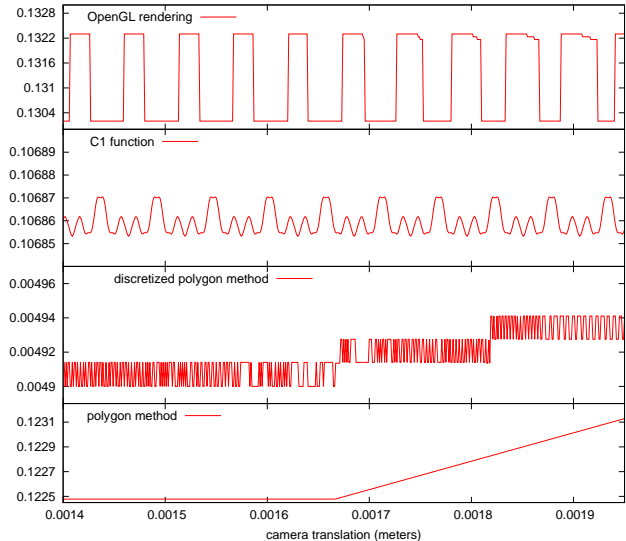 OpenGL rendering
0.1328
0.1322
0.131
0.1304
C1 function
0.10689
0.10688
0.10687
0.10686
0.10685
discretized polygon method
0.00496
0.00494
0.00492
0.0049
polygon method
0.1231
0.1229
0.1227
0.1225
0.0014 0.0015 0.0016 0.0017 0.0018 0.0019
camera translation (meters)